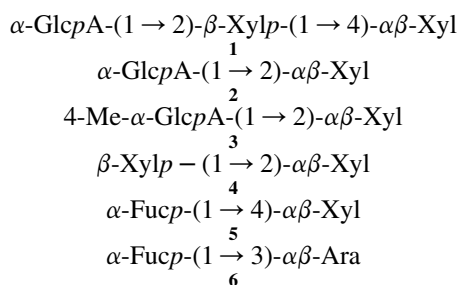 α-GlcpA-(1 → 2)-β-Xylp-(1 → 4)-αβ-Xyl
1
α-GlcpA-(1 → 2)-αβ-Xyl
2
4-Me-α-GlcpA-(1 → 2)-αβ-Xyl
3
β-Xylp − (1 → 2)-αβ-Xyl
4
α-Fucp-(1 → 4)-αβ-Xyl
5
α-Fucp-(1 → 3)-αβ-Ara
6